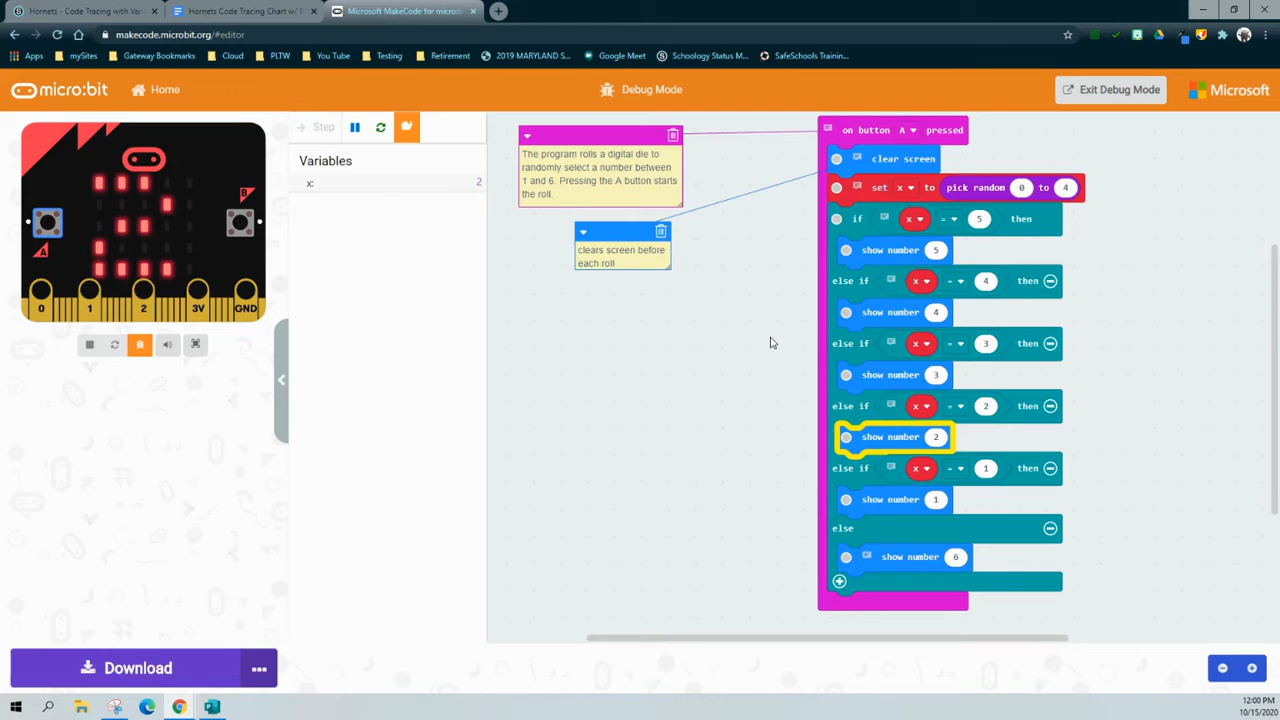 Hornets - Code Tracing with Vari
Hornets Code Tracing Chart w/ B
Microsoft MakeCode for micro:b
makecode.microbit.org/#editor
Apps
mySites
Gateway Bookmarks
Cloud
PLTW
You Tube
Testing
Retirement
2019 MARYLAND S...
Google Meet
Schoology Status M...
SafeSchools Trainin...
micro:bit
Home
Debug Mode
Exit Debug Mode
Microsoft
Step
Variables
x: 2
A
B
0 1 2 3V GND
The program rolls a digital die to
randomly select a number between
1 and 6. Pressing the A button starts
the roll.
clears screen before
each roll
on button A pressed
clear screen
set x to pick random 0 to 4
if x = 5 then
show number 5
else if x = 4 then
show number 4
else if x = 3 then
show number 3
else if x = 2 then
show number 2
else if x = 1 then
show number 1
else
show number 6
Download
12:00 PM
10/15/2020